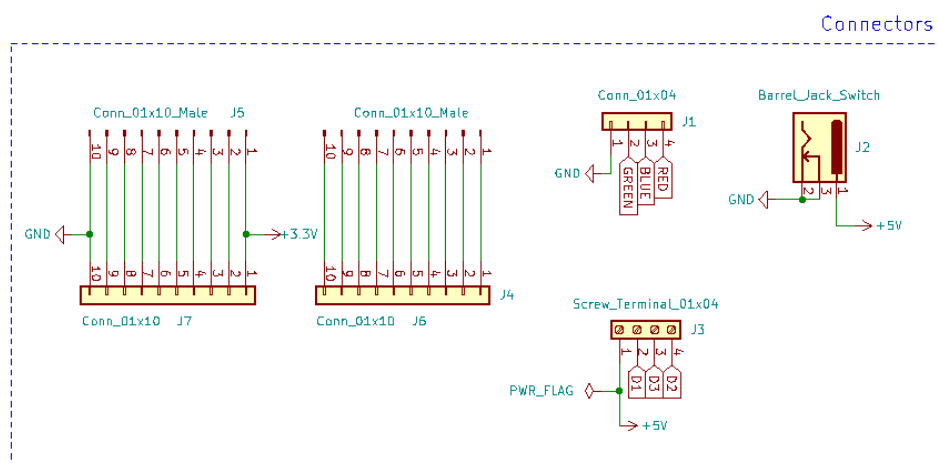 Connectors
Conn_01x10_Male J5
10 9 8 7 6 5 4 3 2 1
GND
+3.3V
10 9 8 7 6 5 4 3 2 1
Conn_01x10 J7
Conn_01x10_Male
10 9 8 7 6 5 4 3 2 1
10 9 8 7 6 5 4 3 2 1
J4
Conn_01x10 J6
Conn_01x04
J1
1 2 3 4
GND
GREEN
BLUE
RED
Barrel_Jack_Switch
J2
2 3 1
GND
+5V
Screw_Terminal_01x04
J3
1 2 3 4
D1 D3 D2
PWR_FLAG
+5V